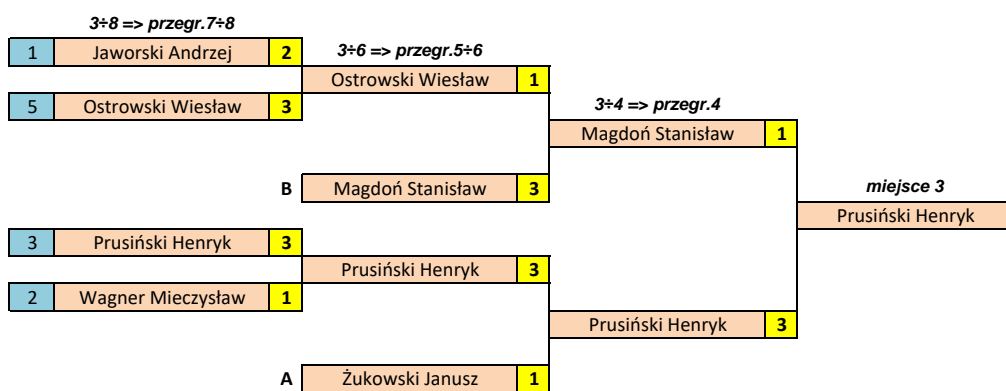 3÷8 => przegr.7÷8
1 Jaworski Andrzej 2
3÷6 => przegr.5÷6
Ostrowski Wiesław 1
5 Ostrowski Wiesław 3
3÷4 => przegr.4
Magdoń Stanisław 1
B Magdoń Stanisław 3
miejsce 3
Prusiński Henryk
3 Prusiński Henryk 3
Prusiński Henryk 3
2 Wagner Mieczysław 1
Prusiński Henryk 3
A Żukowski Janusz 1